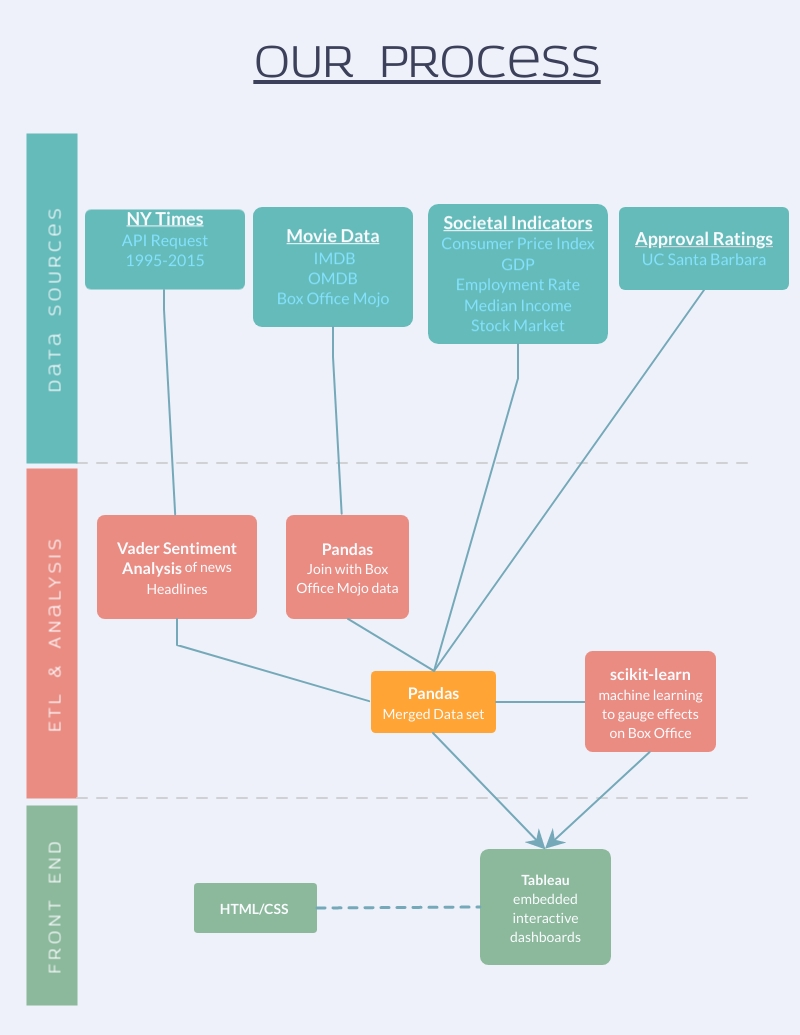 OUR PROCESS
DATA SOURCES
NY Times
API Request
1995-2015
Movie Data
IMDB
OMDB
Box Office Mojo
Societal Indicators
Consumer Price Index
GDP
Employment Rate
Median Income
Stock Market
Approval Ratings
UC Santa Barbara
ETL & ANALYSIS
Vader Sentiment
Analysis of news
Headlines
Pandas
Join with Box
Office Mojo data
Pandas
Merged Data set
scikit-learn
machine learning
to gauge effects
on Box Office
FRONT END
HTML/CSS
Tableau
embedded
interactive
dashboards